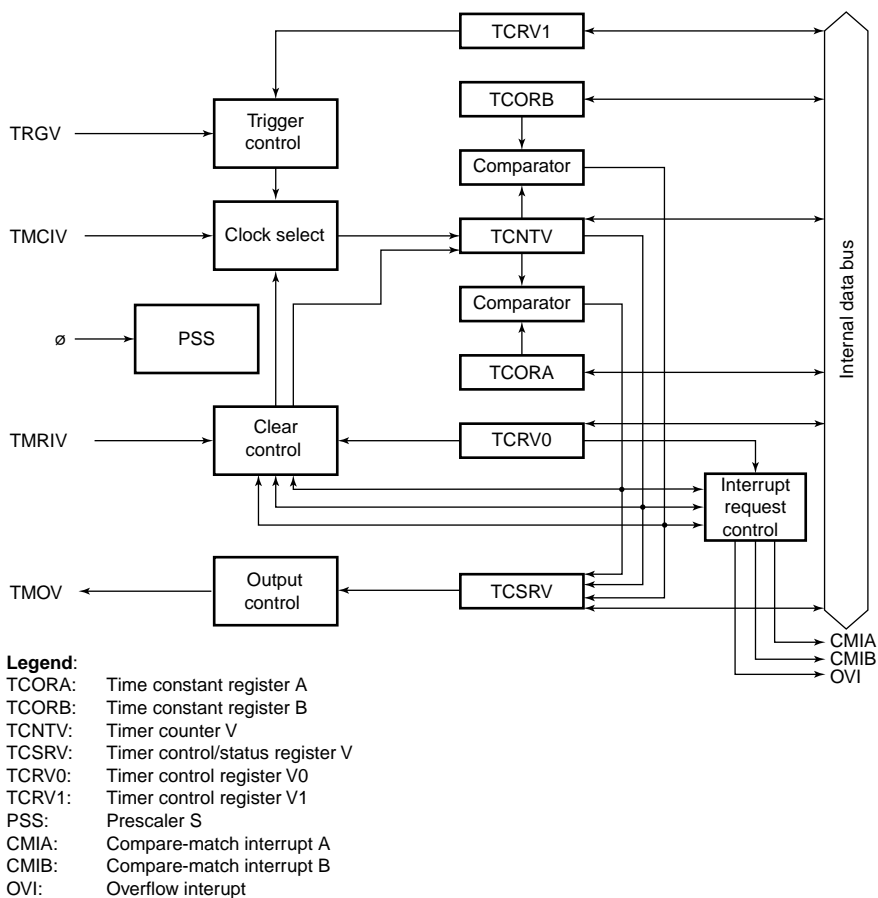 TCRV1
TCORB
TRGV
Trigger
control
Comparator
TMCIV
Clock select
TCNTV
Internal data bus
Comparator
ø
PSS
TCORA
TMRIV
Clear
control
TCRV0
Interrupt
request
control
TMOV
Output
control
TCSRV
CMIA
CMIB
OVI
Legend:
TCORA: Time constant register A
TCORB: Time constant register B
TCNTV: Timer counter V
TCSRV: Timer control/status register V
TCRV0: Timer control register V0
TCRV1: Timer control register V1
PSS: Prescaler S
CMIA: Compare-match interrupt A
CMIB: Compare-match interrupt B
OVI: Overflow interupt